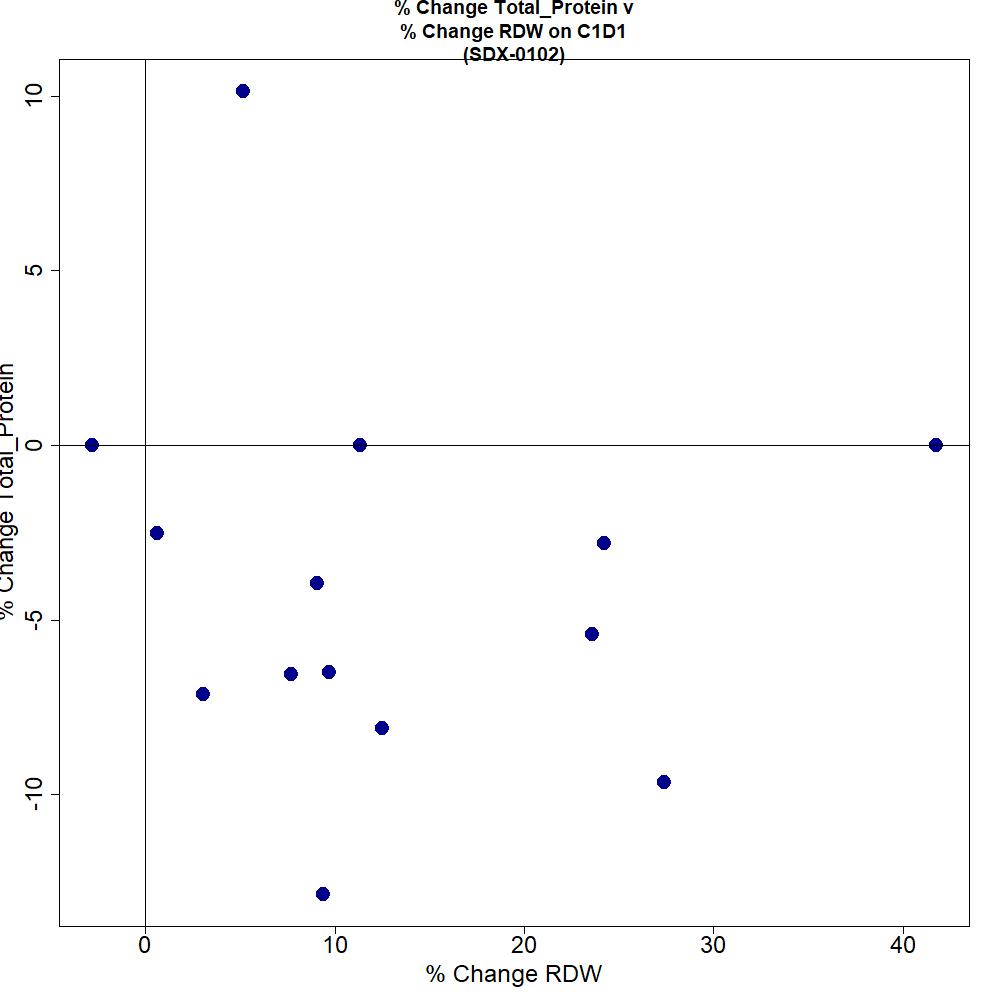 % Change Total_Protein v
% Change RDW on C1D1
(SDX-0102)
10
5
0
-5
-10
% Change Total_Protein
0
10
20
30
40
% Change RDW